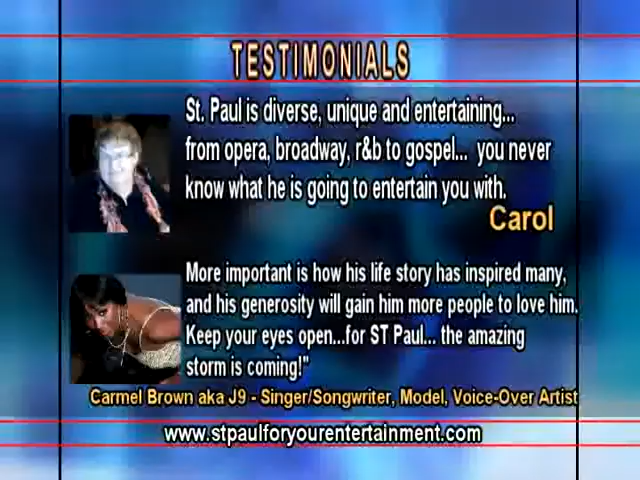 TESTIMONIALS
St. Paul is diverse, unique and entertaining...
from opera, broadway, r&b to gospel... you never
know what he is going to entertain you with.
Carol
More important is how his life story has inspired many,
and his generosity will gain him more people to love him.
Keep your eyes open...for ST Paul... the amazing
storm is coming!"
Carmel Brown aka J9 - Singer/Songwriter, Model, Voice-Over Artist
www.stpaulforyourentertainment.com